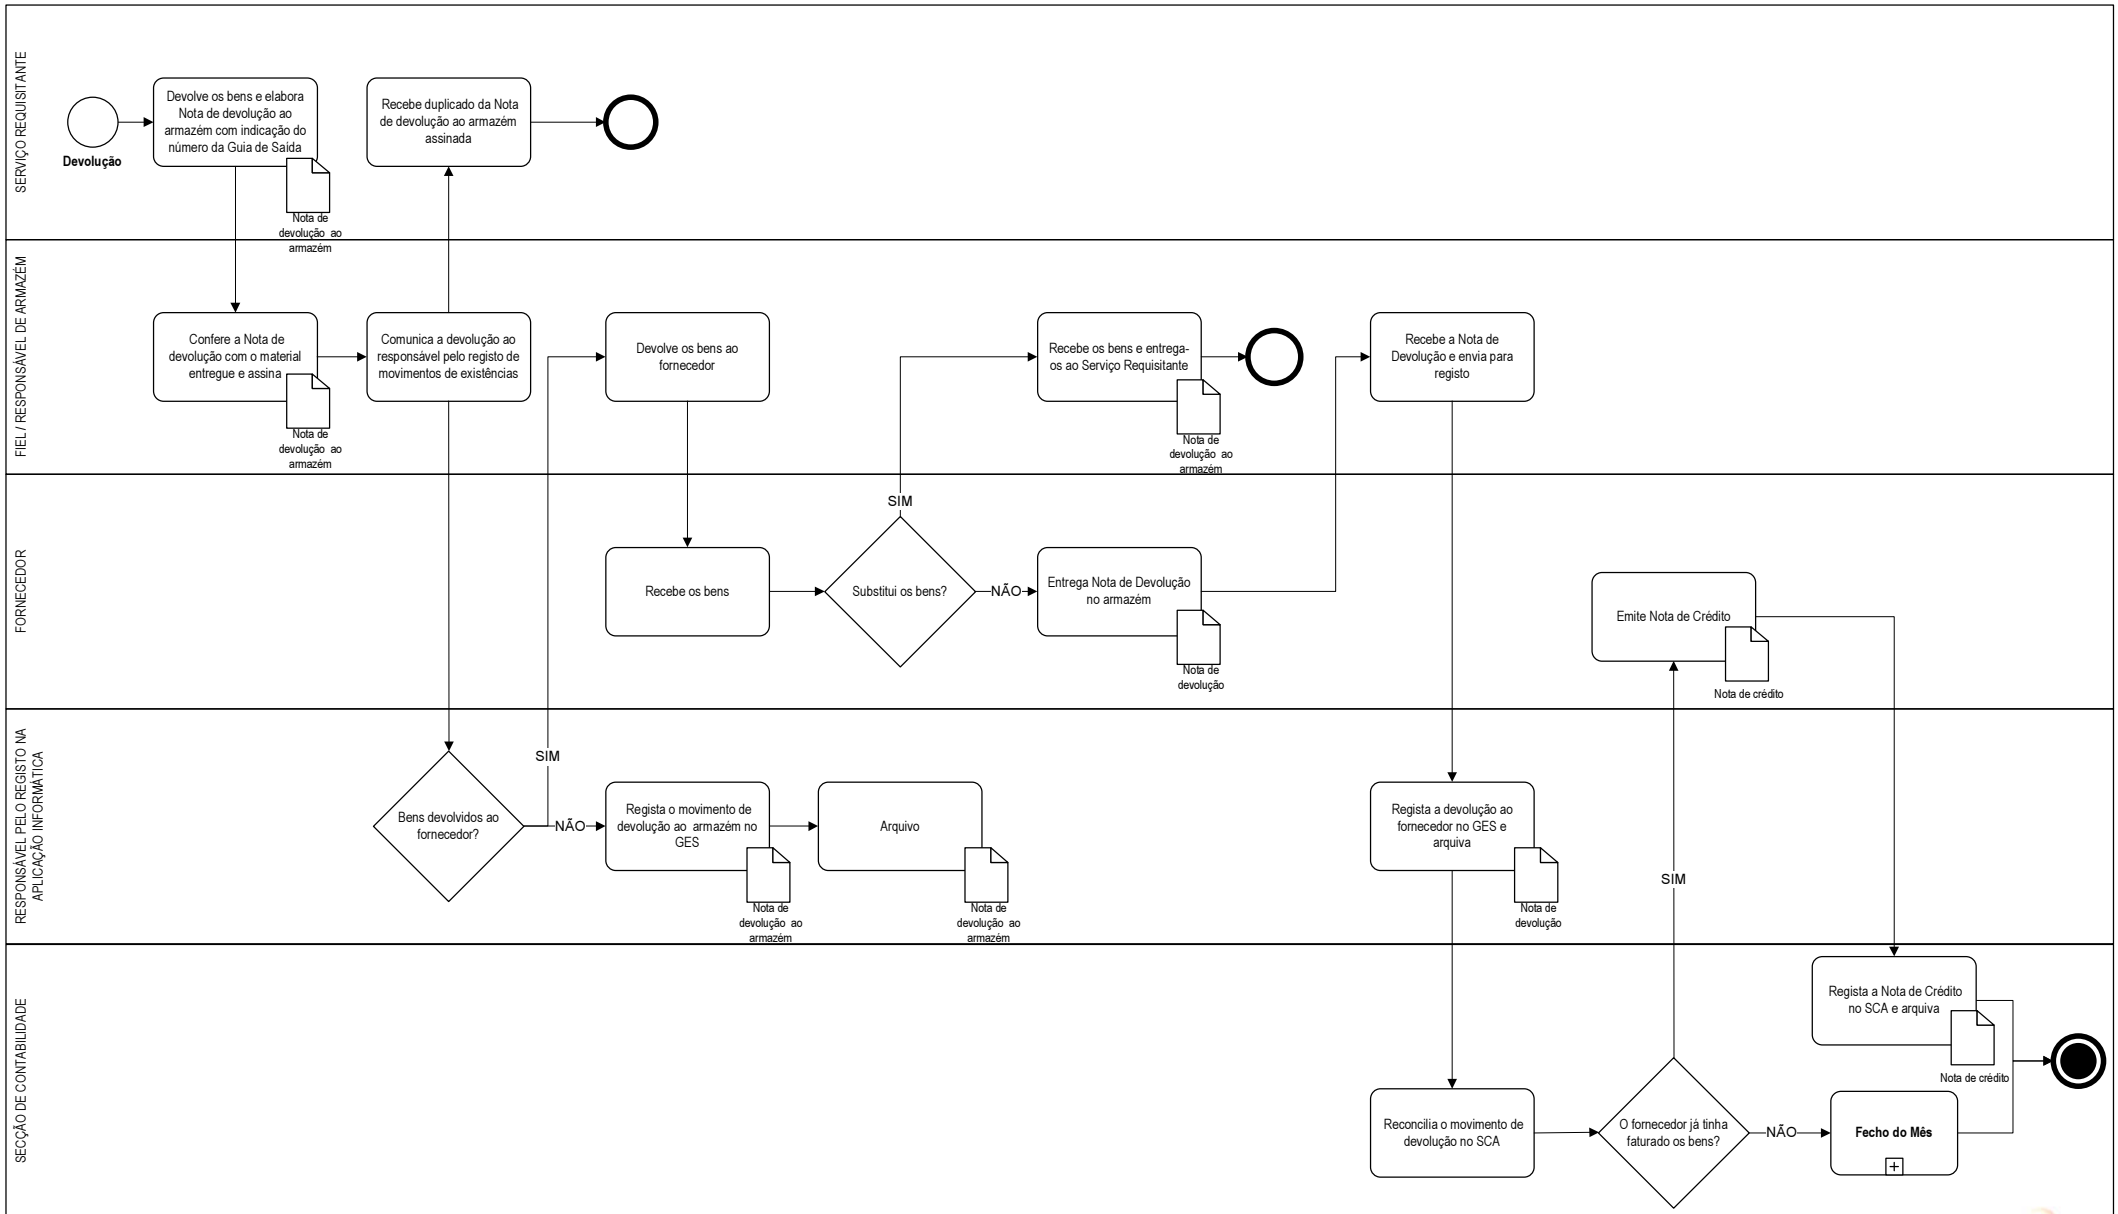 SERVIÇO REQUISITANTE
Devolução
Devolve os bens e elabora
Nota de devolução ao
armazém com indicação do
número da Guia de Saída
Nota de
devolução ao
armazém
Recebe duplicado da Nota
de devolução ao armazém
assinada
FIEL / RESPONSÁVEL DE ARMAZÉM
Confere a Nota de
devolução com o material
entregue e assina
Nota de
devolução ao
armazém
Comunica a devolução ao
responsável pelo registo de
movimentos de existências
Devolve os bens ao
fornecedor
Recebe os bens e entrega-
os ao Serviço Requisitante
Nota de
devolução ao
armazém
Recebe a Nota de
Devolução e envia para
registo
FORNECEDOR
Recebe os bens
Substitui os bens?
SIM
NÃO
Entrega Nota de Devolução
no armazém
Nota de
devolução
Emite Nota de Crédito
Nota de crédito
RESPONSÁVEL PELO REGISTO NA
APLICAÇÃO INFORMÁTICA
Bens devolvidos ao
fornecedor?
SIM
NÃO
Regista o movimento de
devolução ao armazém no
GES
Nota de
devolução ao
armazém
Arquivo
Nota de
devolução ao
armazém
Regista a devolução ao
fornecedor no GES e
arquiva
Nota de
devolução
SIM
SECÇÃO DE CONTABILIDADE
Reconcilia o movimento de
devolução no SCA
O fornecedor já tinha
faturado os bens?
NÃO
Regista a Nota de Crédito
no SCA e arquiva
Nota de crédito
Fecho do Mês